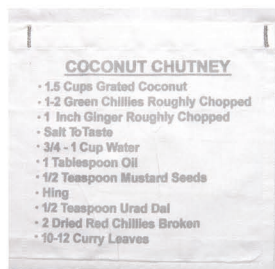 COCONUT CHUTNEY
• 1.5 Cups Grated Coconut
• 1-2 Green Chillies Roughly Chopped
• 1 Inch Ginger Roughly Chopped
• Salt To Taste
• 3/4 - 1 Cup Water
• 1 Tablespoon Oil
• 1/2 Teaspoon Mustard Seeds
• Hing
• 1/2 Teaspoon Urad Dal
• 2 Dried Red Chillies Broken
• 10-12 Curry Leaves